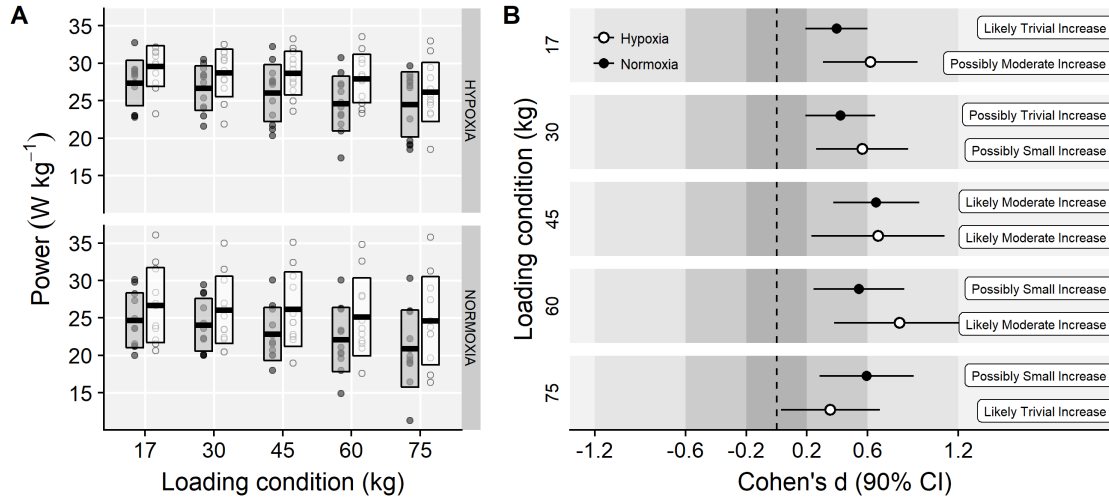 A
Power (W kg⁻¹)
35
30
25
20
15
HYPOXIA
35
30
25
20
15
NORMOXIA
17 30 45 60 75
Loading condition (kg)
B
Loading condition (kg)
Hypoxia
Normoxia
17
Likely Trivial Increase
Possibly Moderate Increase
30
Possibly Trivial Increase
Possibly Small Increase
45
Likely Moderate Increase
Likely Moderate Increase
60
Possibly Small Increase
Likely Moderate Increase
75
Possibly Small Increase
Likely Trivial Increase
-1.2 -0.6 -0.2 0.2 0.6 1.2
Cohen's d (90% CI)